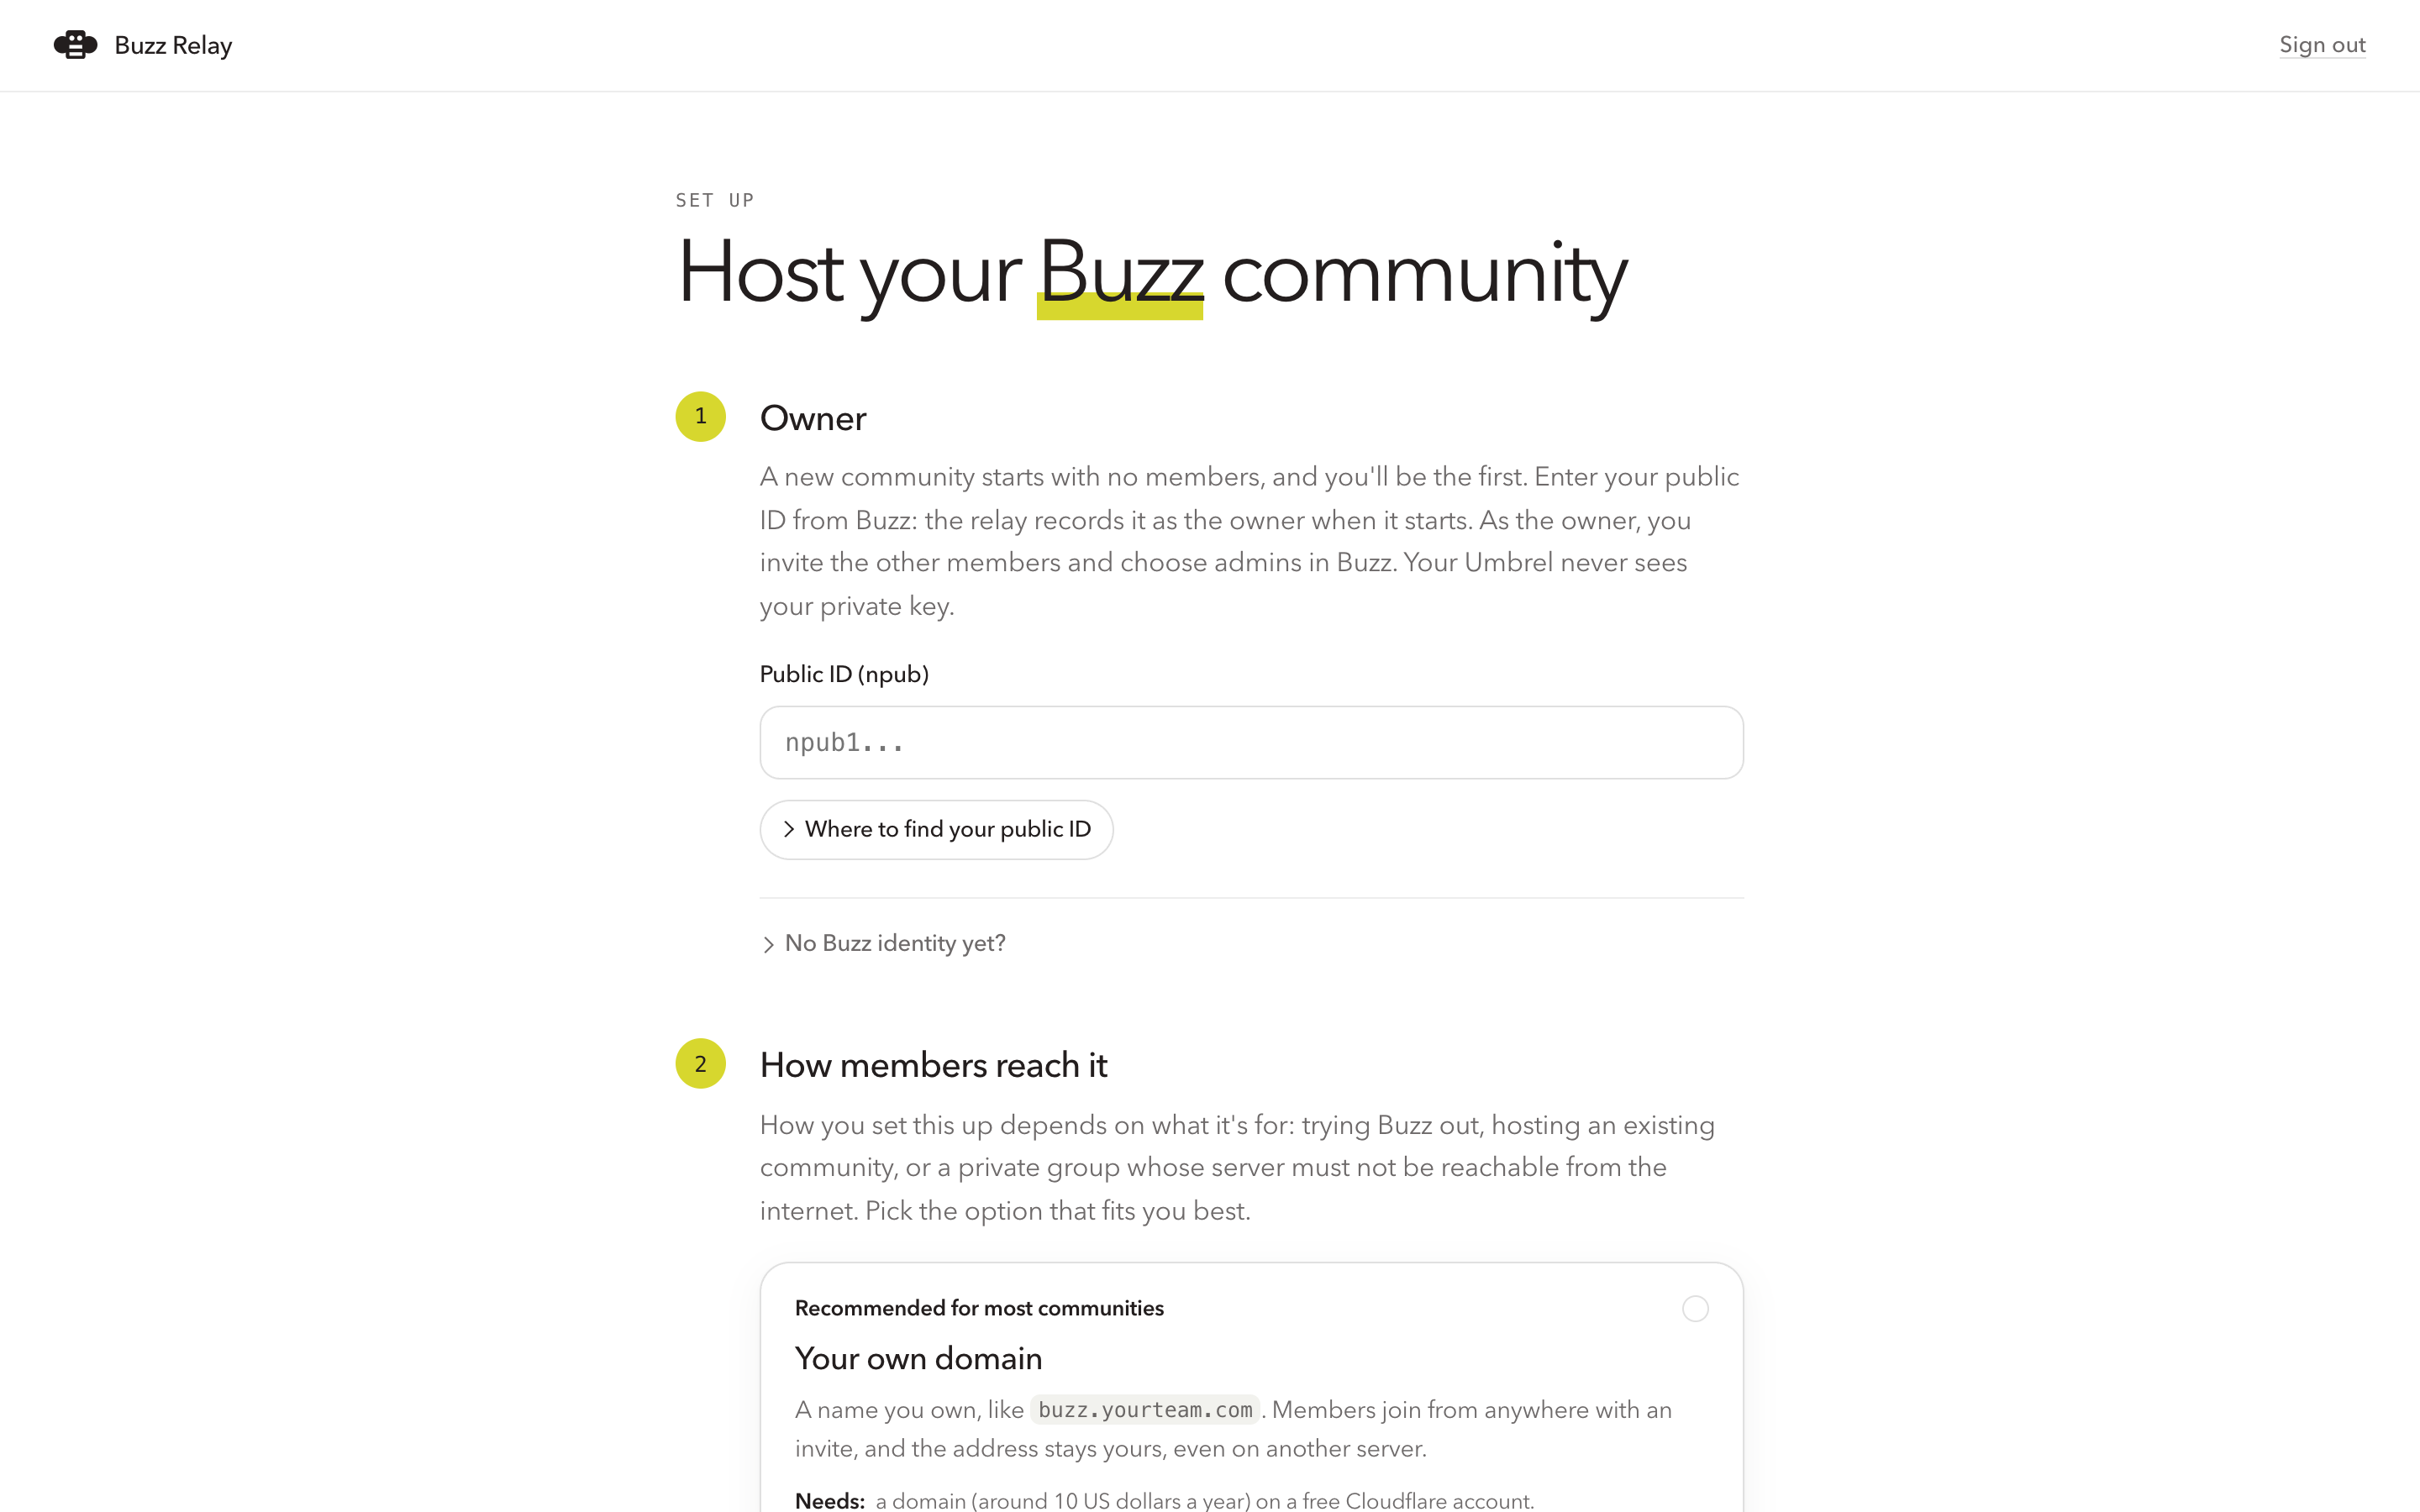 Buzz Relay
Sign out
SET UP
Host your Buzz community
1
Owner
A new community starts with no members, and you'll be the first. Enter your public
ID from Buzz: the relay records it as the owner when it starts. As the owner, you
invite the other members and choose admins in Buzz. Your Umbrel never sees
your private key.
Public ID (npub)
npub1...
Where to find your public ID
No Buzz identity yet?
2
How members reach it
How you set this up depends on what it's for: trying Buzz out, hosting an existing
community, or a private group whose server must not be reachable from the
internet. Pick the option that fits you best.
Recommended for most communities
Your own domain
A name you own, like buzz.yourteam.com. Members join from anywhere with an
invite, and the address stays yours, even on another server.
Needs: a domain (around 10 US dollars a year) on a free Cloudflare account.